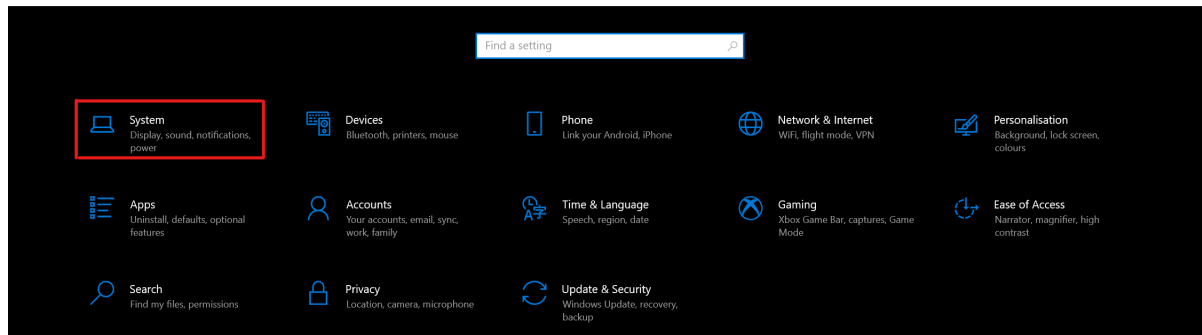 Find a setting
System
Display, sound, notifications,
power
Devices
Bluetooth, printers, mouse
Phone
Link your Android, iPhone
Network & Internet
WiFi, flight mode, VPN
Personalisation
Background, lock screen,
colours
Apps
Uninstall, defaults, optional
features
Accounts
Your accounts, email, sync,
work, family
Time & Language
Speech, region, date
Gaming
Xbox Game Bar, captures, Game
Mode
Ease of Access
Narrator, magnifier, high
contrast
Search
Find my files, permissions
Privacy
Location, camera, microphone
Update & Security
Windows Update, recovery,
backup